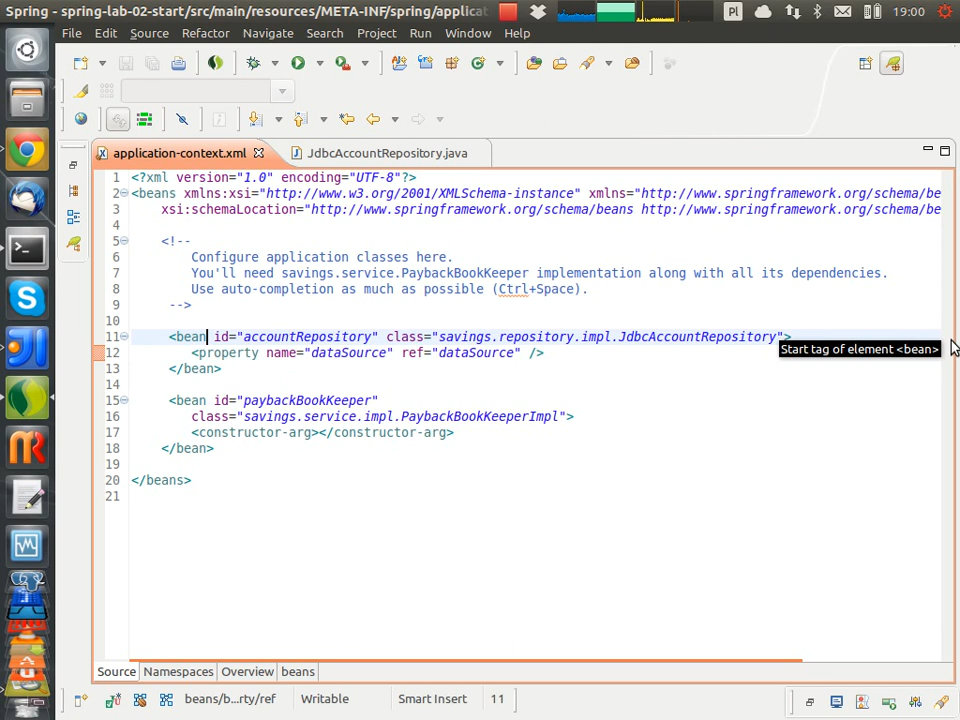 Spring - spring-lab-02-start/src/main/resources/META-INF/spring/applicat
Pl
19:00
File Edit Source Refactor Navigate Search Project Run Window Help
application-context.xml
JdbcAccountRepository.java
1 <?xml version="1.0" encoding="UTF-8"?>
2 <beans xmlns:xsi="http://www.w3.org/2001/XMLSchema-instance" xmlns="http://www.springframework.org/schema/be
3 xsi:schemaLocation="http://www.springframework.org/schema/beans http://www.springframework.org/schema/be
4
5 <!--
6 Configure application classes here.
7 You'll need savings.service.PaybackBookKeeper implementation along with all its dependencies.
8 Use auto-completion as much as possible (Ctrl+Space).
9 -->
10
11 <bean id="accountRepository" class="savings.repository.impl.JdbcAccountRepository">
Start tag of element <bean>
12 <property name="dataSource" ref="dataSource" />
13 </bean>
14
15 <bean id="paybackBookKeeper"
16 class="savings.service.impl.PaybackBookKeeperImpl">
17 <constructor-arg></constructor-arg>
18 </bean>
19
20 </beans>
21
Source Namespaces Overview beans
beans/b...rty/ref Writable Smart Insert 11